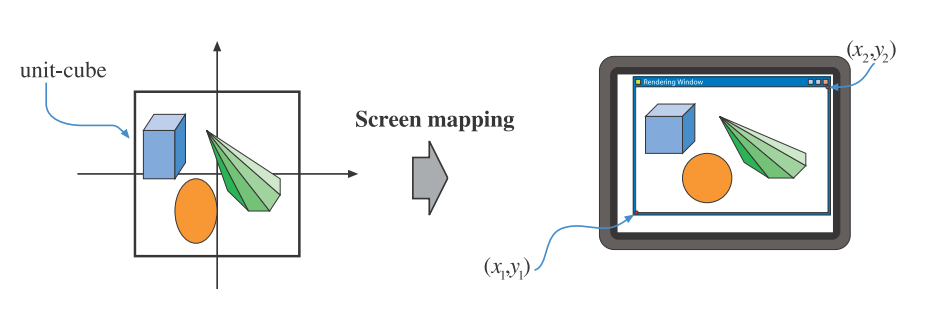 unit-cube
Screen mapping
Rendering Window
(x₂,y₂)
(x₁,y₁)